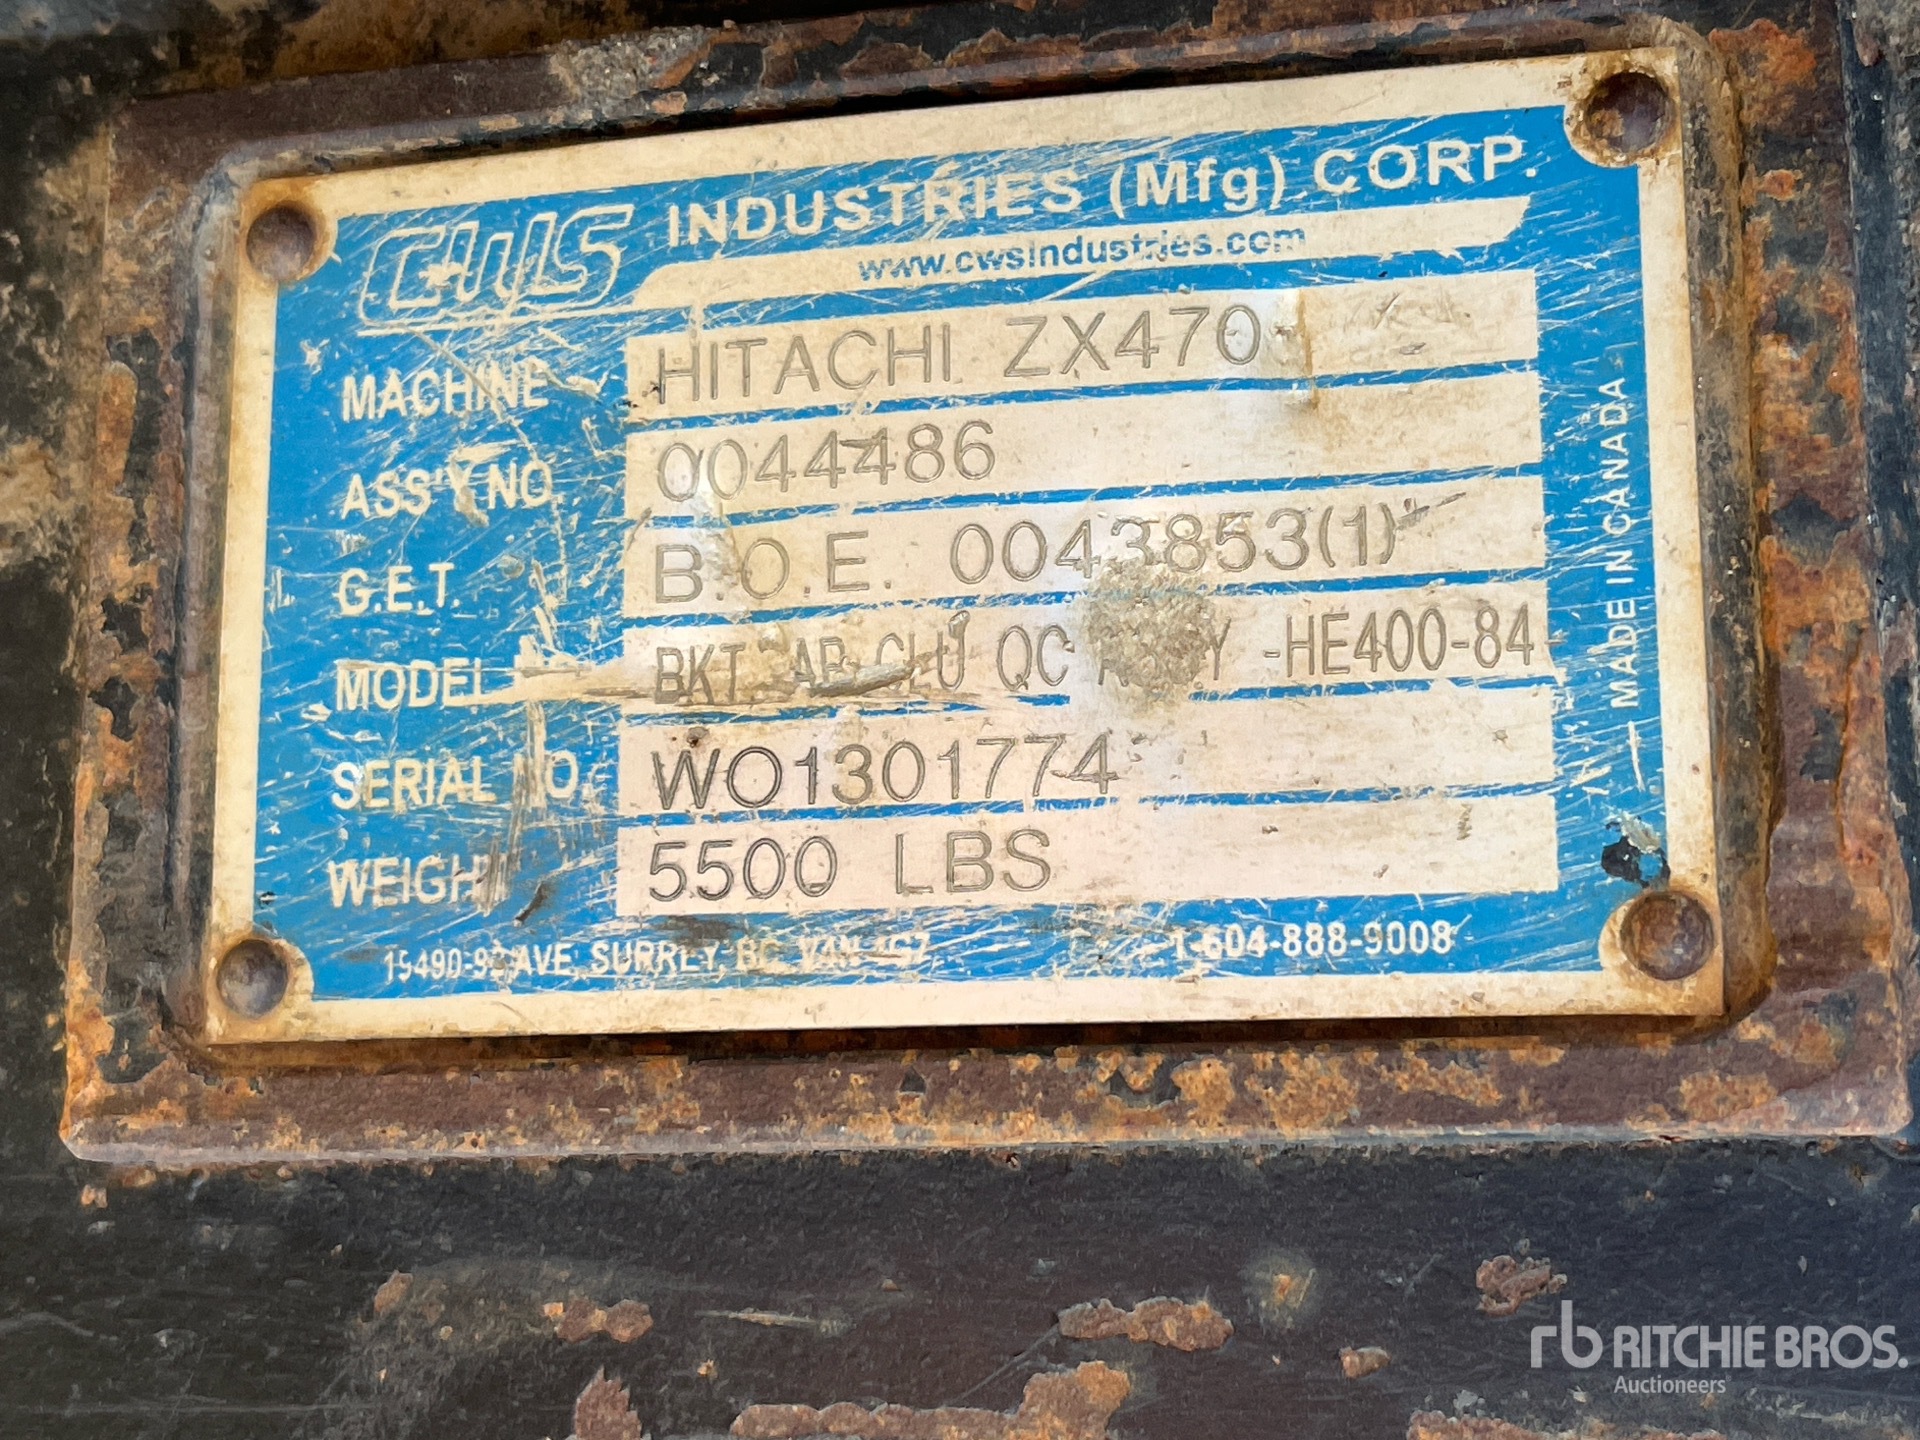 CWS INDUSTRIES (Mfg) CORP.
www.cwsindustries.com
MACHINE HITACHI ZX470
ASS'Y NO. 0044486
G.E.T. B.O.E. 0043853(1)
MODEL BKT QC -HE400-84
SERIAL NO. WO1301774
WEIGHT 5500 LBS
AVE, SURREY, BC, 1-604-888-9008
MADE IN CANADA
rb RITCHIE BROS.
Auctioneers